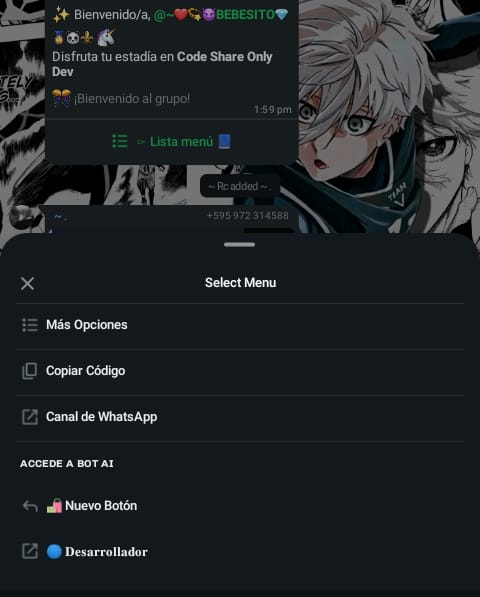 ✨ Bienvenido/a, @~❤️💫😈BEBESITO💎
👮🐼⚜️ 🦄
Disfruta tu estadía en Code Share Only
Dev
¡Bienvenido al grupo!
1:59 pm
▻ Lista menú 📘
TEAM V
~ Rc added ~ .
~ .
+595 972 314588
Select Menu
Más Opciones
Copiar Código
Canal de WhatsApp
ACCEDE A BOT AI
🛍️ Nuevo Botón
🌐 𝐃𝐞𝐬𝐚𝐫𝐫𝐨𝐥𝐥𝐚𝐝𝐨𝐫